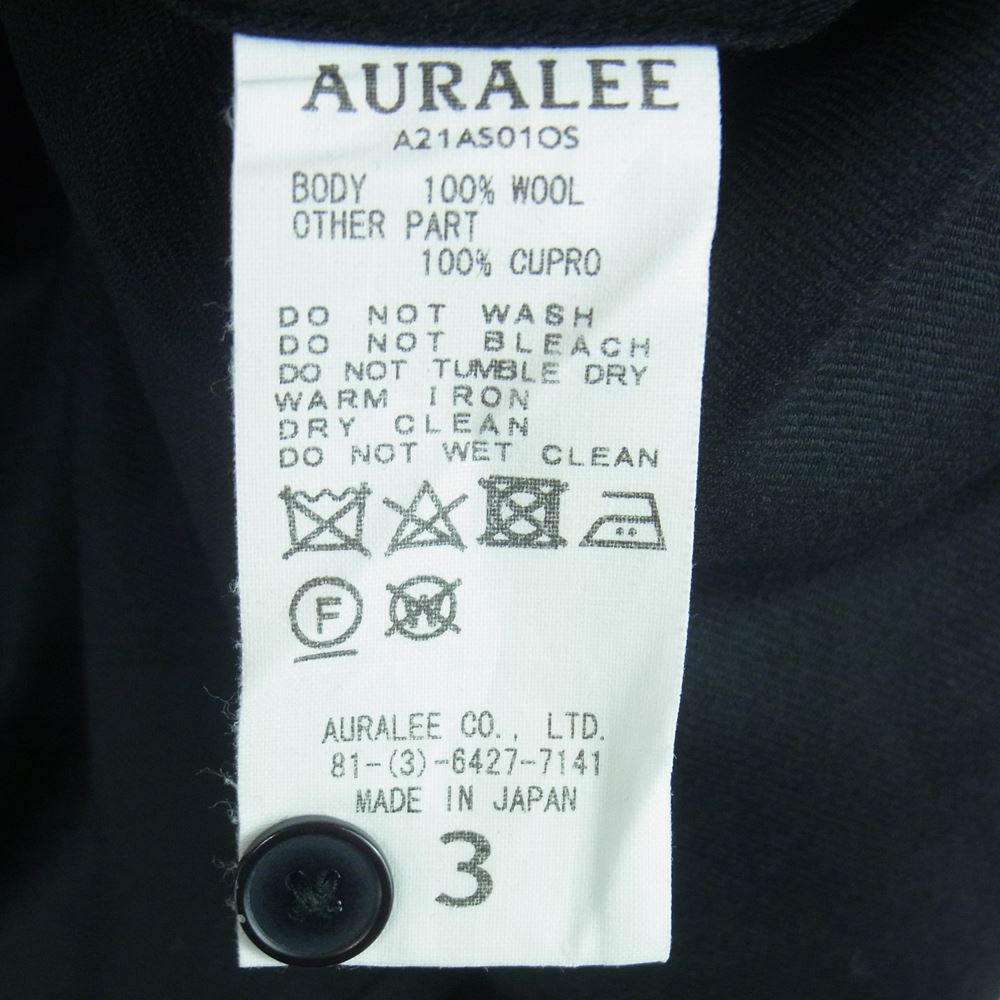 AURALEE
A21AS01OS
BODY 100% WOOL
OTHER PART
100% CUPRO
DO NOT WASH
DO NOT BLEACH
DO NOT TUMBLE DRY
WARM IRON
DRY CLEAN
DO NOT WET CLEAN
F W
AURALEE CO., LTD.
81-(3)-6427-7141
MADE IN JAPAN
3